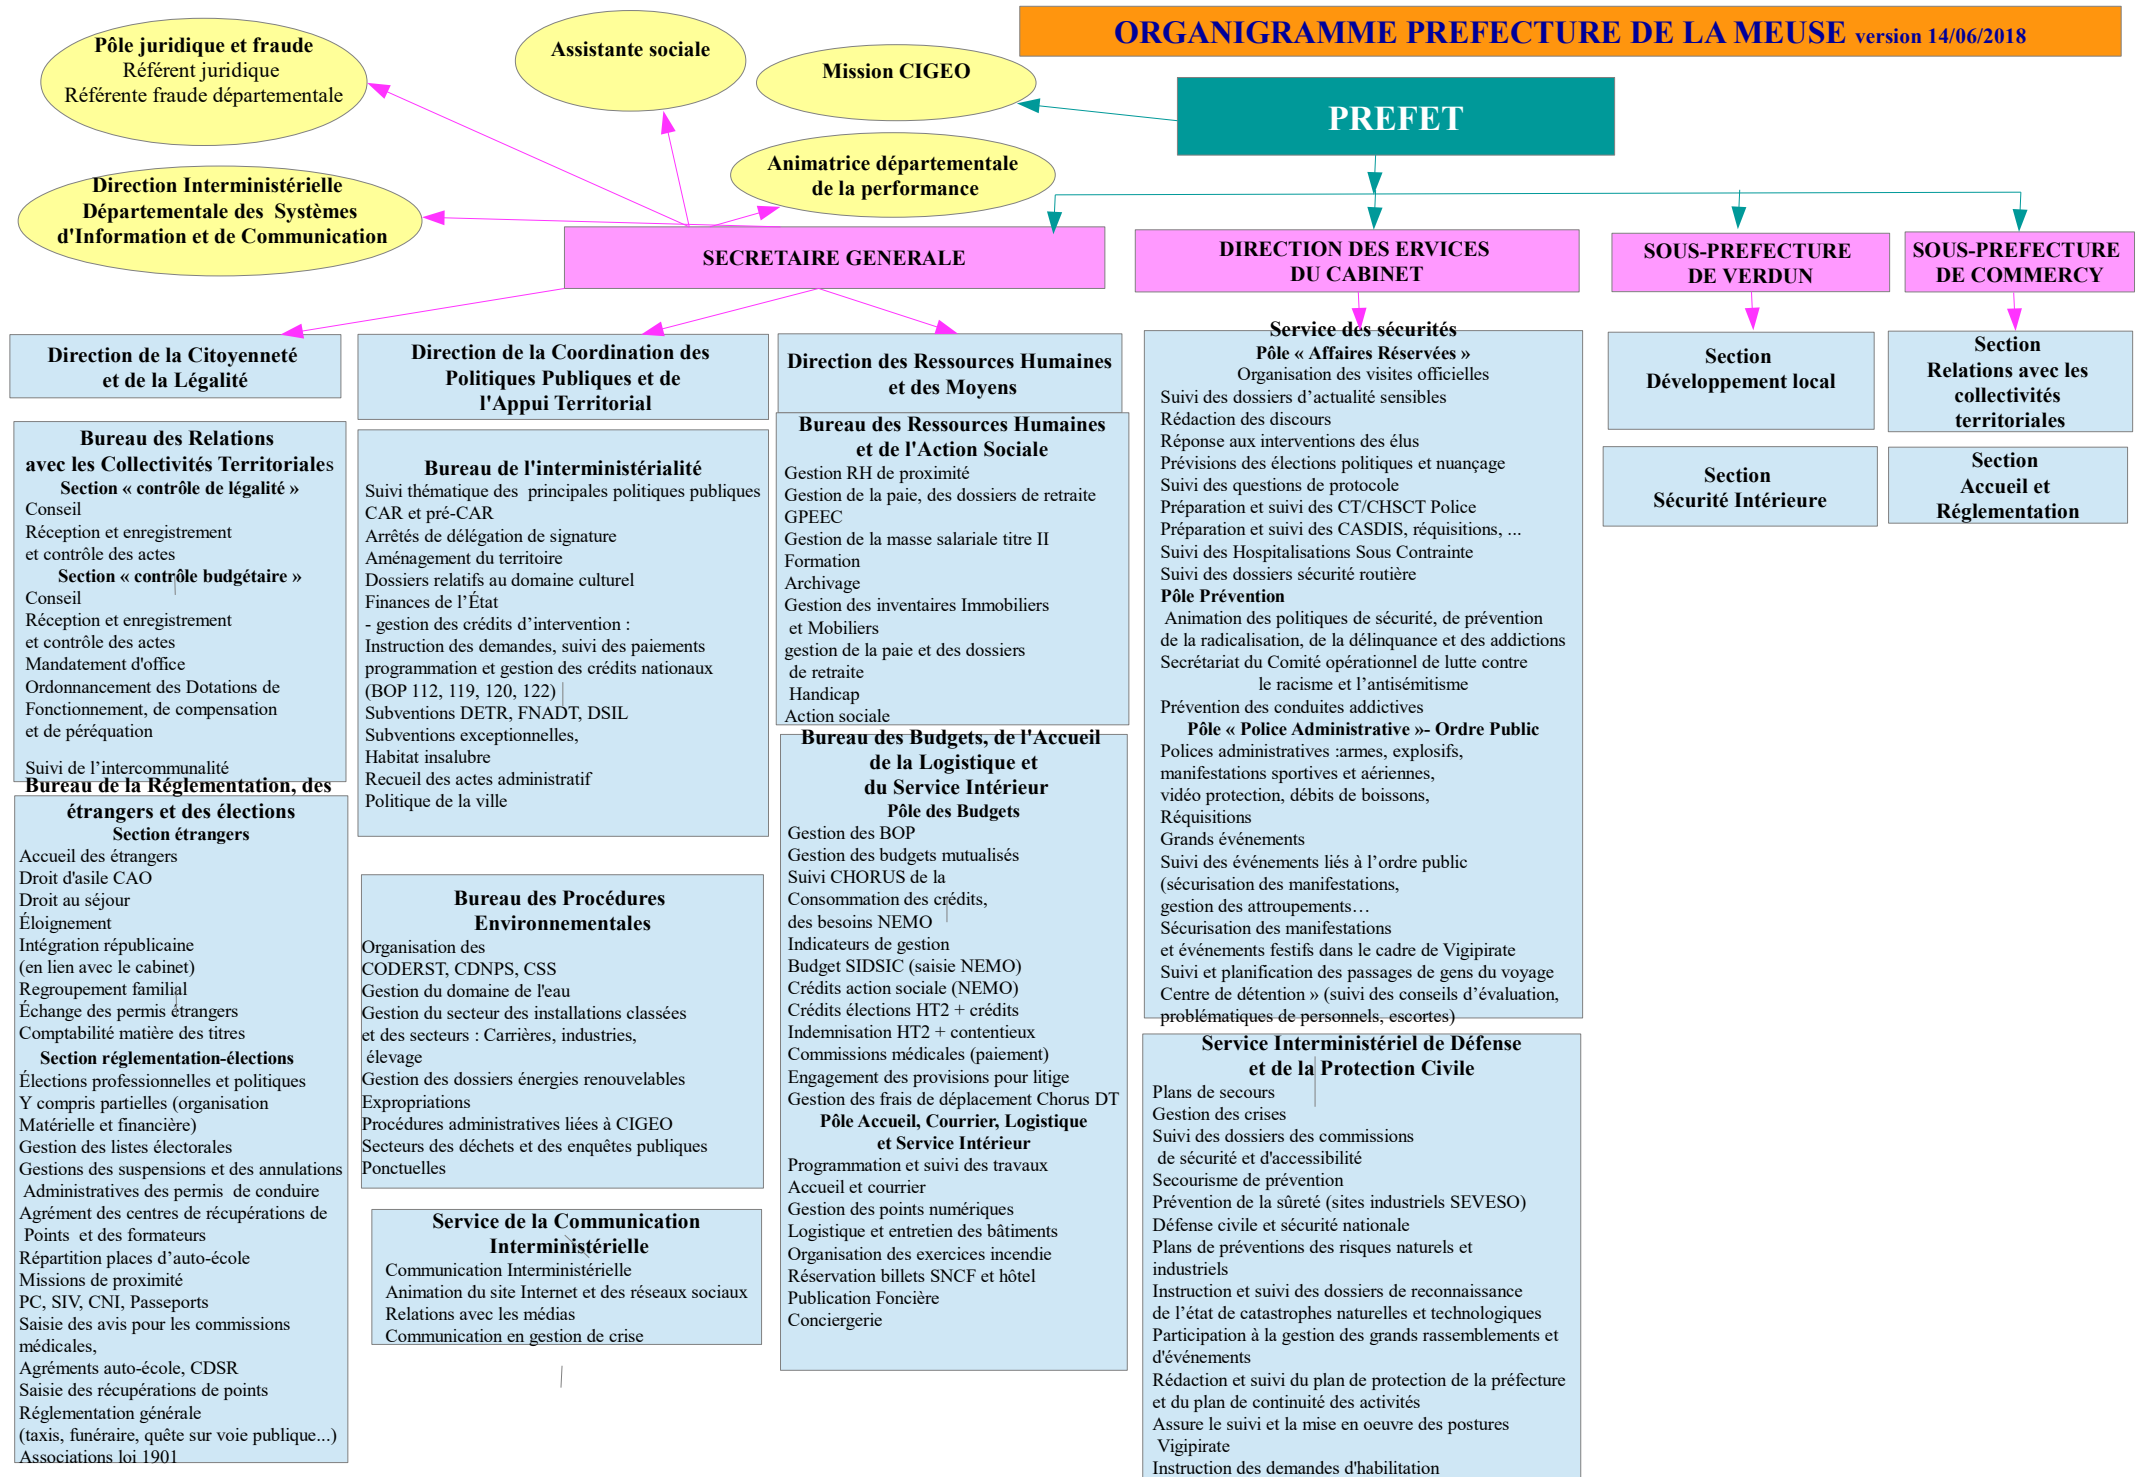 ORGANIGRAMME PREFECTURE DE LA MEUSE version 14/06/2018
Pôle juridique et fraude
Référent juridique
Référente fraude départementale
Assistante sociale
Mission CIGEO
PREFET
Animatrice départementale
de la performance
Direction Interministérielle
Départementale des Systèmes
d'Information et de Communication
SECRETAIRE GENERALE
DIRECTION DES ERVICES
DU CABINET
SOUS-PREFECTURE
DE VERDUN
SOUS-PREFECTURE
DE COMMERCY
Direction de la Citoyenneté
et de la Légalité
Bureau des Relations
avec les Collectivités Territoriales
Section « contrôle de légalité »
Conseil
Réception et enregistrement
et contrôle des actes
Section « contrôle budgétaire »
Conseil
Réception et enregistrement
et contrôle des actes
Mandatement d'office
Ordonnancement des Dotations de
Fonctionnement, de compensation
et de péréquation
Suivi de l’intercommunalité
Bureau de la Réglementation, des
étrangers et des élections
Section étrangers
Accueil des étrangers
Droit d'asile CAO
Droit au séjour
Éloignement
Intégration républicaine
(en lien avec le cabinet)
Regroupement familial
Échange des permis étrangers
Comptabilité matière des titres
Section réglementation-élections
Élections professionnelles et politiques
Y compris partielles (organisation
Matérielle et financière)
Gestion des listes électorales
Gestions des suspensions et des annulations
Administratives des permis de conduire
Agrément des centres de récupérations de
Points et des formateurs
Répartition places d’auto-école
Missions de proximité
PC, SIV, CNI, Passeports
Saisie des avis pour les commissions
médicales,
Agréments auto-école, CDSR
Saisie des récupérations de points
Réglementation générale
(taxis, funéraire, quête sur voie publique...)
Associations loi 1901
Direction de la Coordination des
Politiques Publiques et de
l'Appui Territorial
Bureau de l'interministérialité
Suivi thématique des principales politiques publiques
CAR et pré-CAR
Arrêtés de délégation de signature
Aménagement du territoire
Dossiers relatifs au domaine culturel
Finances de l’État
- gestion des crédits d’intervention :
Instruction des demandes, suivi des paiements
programmation et gestion des crédits nationaux
(BOP 112, 119, 120, 122)
Subventions DETR, FNADT, DSIL
Subventions exceptionnelles,
Habitat insalubre
Recueil des actes administratif
Politique de la ville
Bureau des Procédures
Environnementales
Organisation des
CODERST, CDNPS, CSS
Gestion du domaine de l'eau
Gestion du secteur des installations classées
et des secteurs : Carrières, industries,
élevage
Gestion des dossiers énergies renouvelables
Expropriations
Procédures administratives liées à CIGEO
Secteurs des déchets et des enquêtes publiques
Ponctuelles
Service de la Communication
Interministérielle
Communication Interministérielle
Animation du site Internet et des réseaux sociaux
Relations avec les médias
Communication en gestion de crise
Direction des Ressources Humaines
et des Moyens
Bureau des Ressources Humaines
et de l'Action Sociale
Gestion RH de proximité
Gestion de la paie, des dossiers de retraite
GPEEC
Gestion de la masse salariale titre II
Formation
Archivage
Gestion des inventaires Immobiliers
et Mobiliers
gestion de la paie et des dossiers
de retraite
Handicap
Action sociale
Bureau des Budgets, de l'Accueil
de la Logistique et
du Service Intérieur
Pôle des Budgets
Gestion des BOP
Gestion des budgets mutualisés
Suivi CHORUS de la
Consommation des crédits,
des besoins NEMO
Indicateurs de gestion
Budget SIDSIC (saisie NEMO)
Crédits action sociale (NEMO)
Crédits élections HT2 + crédits
Indemnisation HT2 + contentieux
Commissions médicales (paiement)
Engagement des provisions pour litige
Gestion des frais de déplacement Chorus DT
Pôle Accueil, Courrier, Logistique
et Service Intérieur
Programmation et suivi des travaux
Accueil et courrier
Gestion des points numériques
Logistique et entretien des bâtiments
Organisation des exercices incendie
Réservation billets SNCF et hôtel
Publication Foncière
Conciergerie
Service des sécurités
Pôle « Affaires Réservées »
Organisation des visites officielles
Suivi des dossiers d’actualité sensibles
Rédaction des discours
Réponse aux interventions des élus
Prévisions des élections politiques et nuançage
Suivi des questions de protocole
Préparation et suivi des CT/CHSCT Police
Préparation et suivi des CASDIS, réquisitions, ...
Suivi des Hospitalisations Sous Contrainte
Suivi des dossiers sécurité routière
Pôle Prévention
Animation des politiques de sécurité, de prévention
de la radicalisation, de la délinquance et des addictions
Secrétariat du Comité opérationnel de lutte contre
le racisme et l’antisémitisme
Prévention des conduites addictives
Pôle « Police Administrative »- Ordre Public
Polices administratives :armes, explosifs,
manifestations sportives et aériennes,
vidéo protection, débits de boissons,
Réquisitions
Grands événements
Suivi des événements liés à l’ordre public
(sécurisation des manifestations,
gestion des attroupements…
Sécurisation des manifestations
et événements festifs dans le cadre de Vigipirate
Suivi et planification des passages de gens du voyage
Centre de détention » (suivi des conseils d’évaluation,
problématiques de personnels, escortes)
Service Interministériel de Défense
et de la Protection Civile
Plans de secours
Gestion des crises
Suivi des dossiers des commissions
de sécurité et d'accessibilité
Secourisme de prévention
Prévention de la sûreté (sites industriels SEVESO)
Défense civile et sécurité nationale
Plans de préventions des risques naturels et
industriels
Instruction et suivi des dossiers de reconnaissance
de l’état de catastrophes naturelles et technologiques
Participation à la gestion des grands rassemblements et
d'événements
Rédaction et suivi du plan de protection de la préfecture
et du plan de continuité des activités
Assure le suivi et la mise en oeuvre des postures
Vigipirate
Instruction des demandes d'habilitation
Section
Développement local
Section
Sécurité Intérieure
Section
Relations avec les
collectivités
territoriales
Section
Accueil et
Réglementation